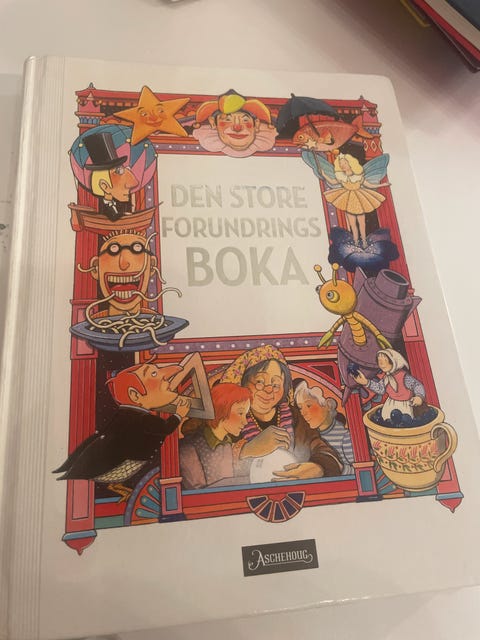 DEN STORE
FORUNDRINGS
BOKA
ASCHEHOUG